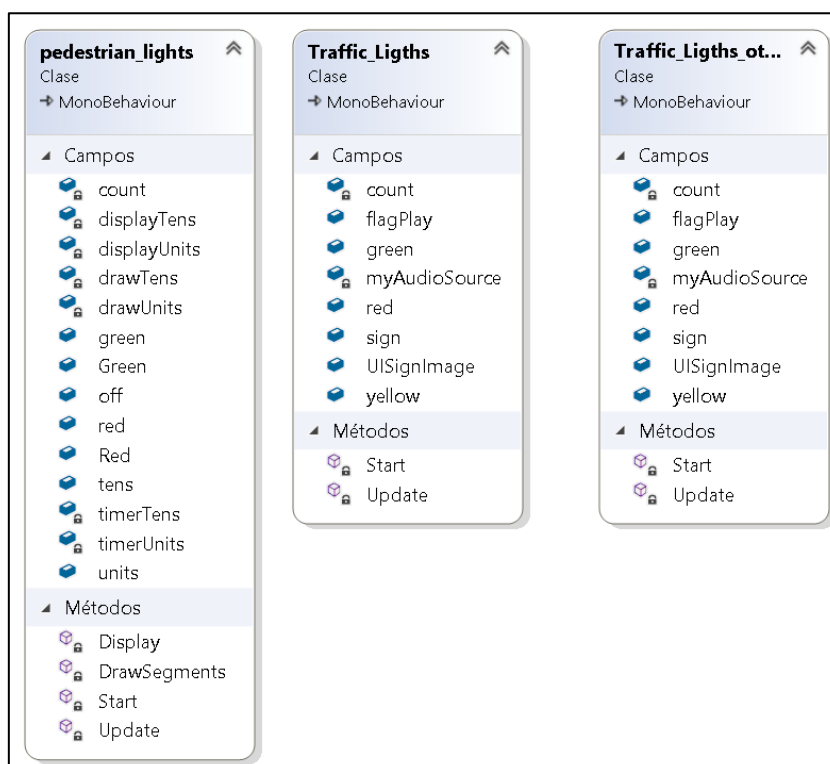 pedestrian_lights
Clase
MonoBehaviour
Campos
count
displayTens
displayUnits
drawTens
drawUnits
green
Green
off
red
Red
tens
timerTens
timerUnits
units
Métodos
Display
DrawSegments
Start
Update
Traffic_Ligths
Clase
MonoBehaviour
Campos
count
flagPlay
green
myAudioSource
red
sign
UISignImage
yellow
Métodos
Start
Update
Traffic_Ligths_ot...
Clase
MonoBehaviour
Campos
count
flagPlay
green
myAudioSource
red
sign
UISignImage
yellow
Métodos
Start
Update